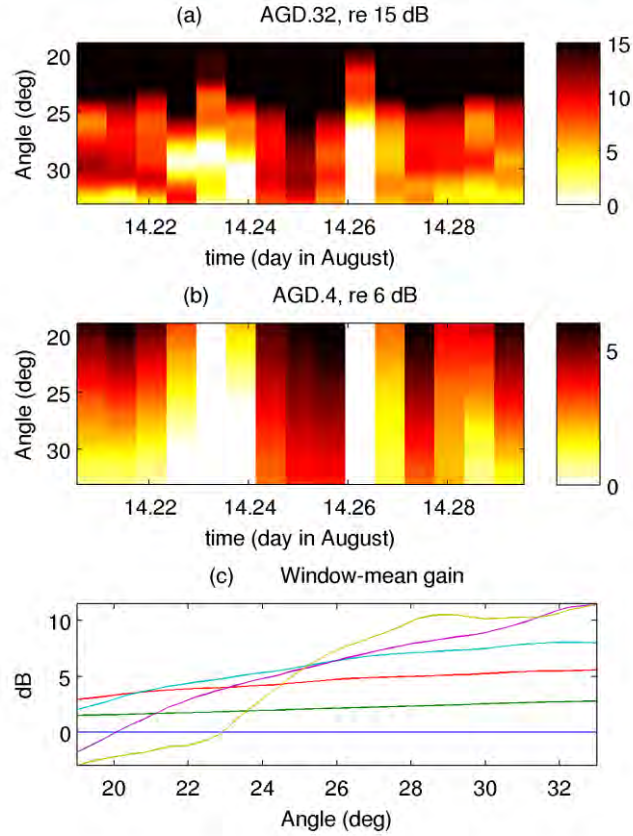 (a) AGD.32, re 15 dB
20
25
30
Angle (deg)
14.22 14.24 14.26 14.28
time (day in August)
15
10
5
0
(b) AGD.4, re 6 dB
20
25
30
Angle (deg)
14.22 14.24 14.26 14.28
time (day in August)
5
0
(c) Window-mean gain
10
5
0
dB
20 22 24 26 28 30 32
Angle (deg)